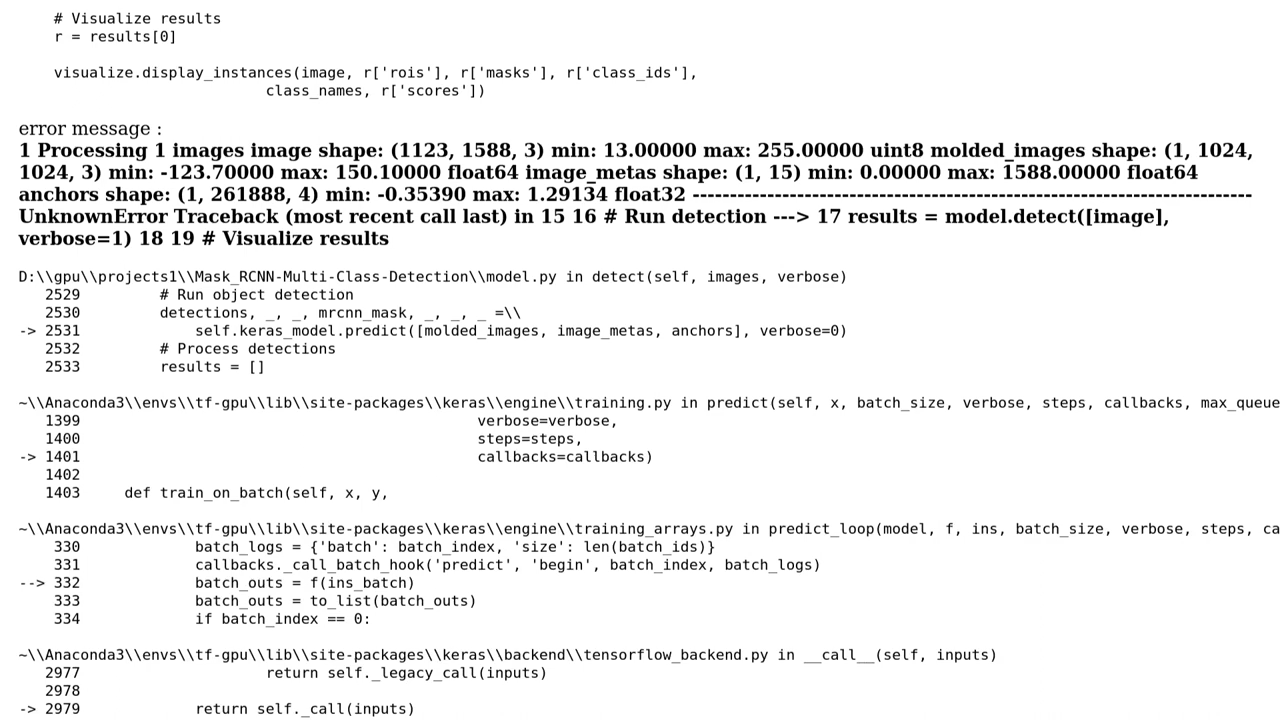 # Visualize results
r = results[0]
visualize.display_instances(image, r['rois'], r['masks'], r['class_ids'],
class_names, r['scores'])
error message :
1 Processing 1 images image shape: (1123, 1588, 3) min: 13.00000 max: 255.00000 uint8 molded_images shape: (1, 1024,
1024, 3) min: -123.70000 max: 150.10000 float64 image_metas shape: (1, 15) min: 0.00000 max: 1588.00000 float64
anchors shape: (1, 261888, 4) min: -0.35390 max: 1.29134 float32 ---------------------------------------------------------------------------
UnknownError Traceback (most recent call last) in 15 16 # Run detection ---> 17 results = model.detect([image],
verbose=1) 18 19 # Visualize results
D:\\gpu\\projects1\\Mask_RCNN-Multi-Class-Detection\\model.py in detect(self, images, verbose)
2529 # Run object detection
2530 detections, _, _, mrcnn_mask, _, _, _ =\\
-> 2531 self.keras_model.predict([molded_images, image_metas, anchors], verbose=0)
2532 # Process detections
2533 results = []
~\\Anaconda3\\envs\\tf-gpu\\lib\\site-packages\\keras\\engine\\training.py in predict(self, x, batch_size, verbose, steps, callbacks, max_queue
1399 verbose=verbose,
1400 steps=steps,
-> 1401 callbacks=callbacks)
1402
1403 def train_on_batch(self, x, y,
~\\Anaconda3\\envs\\tf-gpu\\lib\\site-packages\\keras\\engine\\training_arrays.py in predict_loop(model, f, ins, batch_size, verbose, steps, ca
330 batch_logs = {'batch': batch_index, 'size': len(batch_ids)}
331 callbacks._call_batch_hook('predict', 'begin', batch_index, batch_logs)
--> 332 batch_outs = f(ins_batch)
333 batch_outs = to_list(batch_outs)
334 if batch_index == 0:
~\\Anaconda3\\envs\\tf-gpu\\lib\\site-packages\\keras\\backend\\tensorflow_backend.py in __call__(self, inputs)
2977 return self._legacy_call(inputs)
2978
-> 2979 return self._call(inputs)